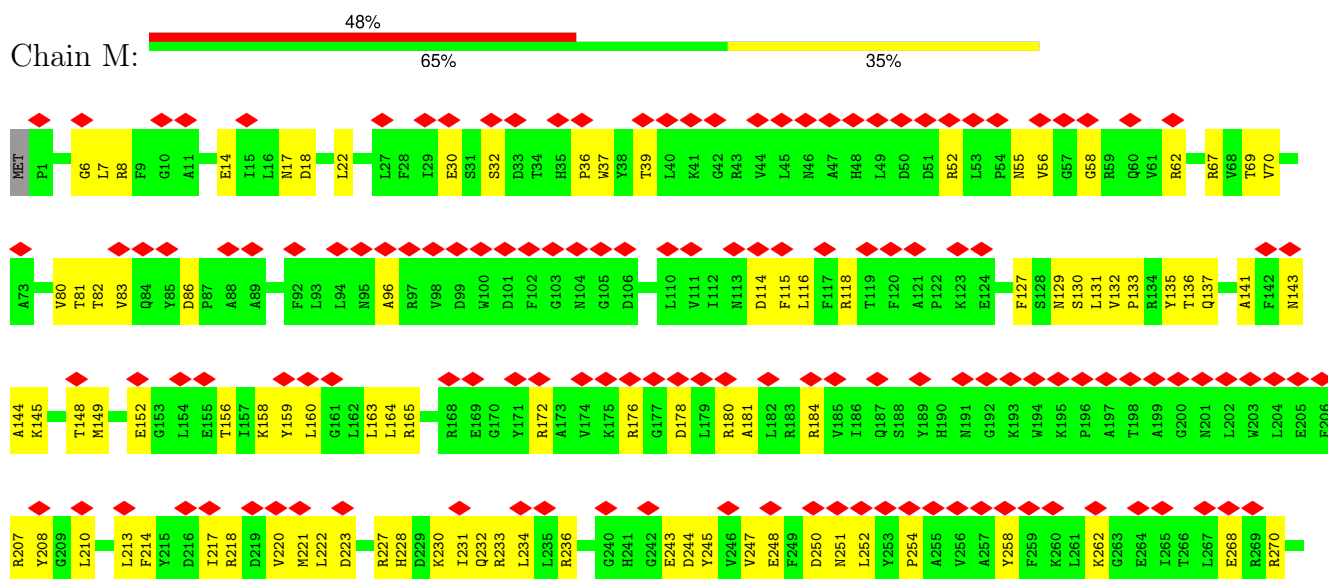 48%
Chain M:
65% 35%
MET P1 G6 L7 R8 F9 G10 A11 E14 I15 L16 N17 D18 L22 L27 F28 I29 E30 S31 S32 D33 T34 H35 P36 W37 Y38 T39 L40 K41 G42 R43 V44 L45 N46 A47 H48 L49 D50 D51 R52 L53 P54 N55 V56 G57 G58 R59 Q60 V61 R62 R67 V68 T69 V70
A73 V80 T81 T82 V83 Q84 Y85 D86 P87 A88 A89 F92 L93 L94 N95 A96 R97 V98 D99 W100 D101 F102 G103 N104 G105 D106 L110 V111 T112 N113 D114 F115 L116 F117 R118 T119 F120 A121 P122 K123 E124 F127 S128 N129 S130 L131 V132 P133 R134 Y135 T136 Q137 A141 F142 N143
A144 K145 T148 M149 E152 G153 L154 E155 T156 I157 K158 Y159 L160 G161 L162 L163 L164 R165 R168 E169 G170 Y171 R172 A173 V174 K175 R176 G177 D178 L179 R180 A181 L182 R183 R184 V185 I186 Q187 S188 Y189 H190 N191 G192 K193 W194 K195 P196 A197 T198 A199 G200 N201 L202 W203 L204 E205 F206
R207 Y208 G209 L210 L213 F214 Y215 D216 I217 R218 D219 V220 M221 L222 D223 R227 H228 D229 K230 I231 Q232 R233 L234 L235 R236 G240 H241 G242 E243 D244 Y245 V246 V247 E248 F249 D250 N251 L252 Y253 P254 A255 V256 A257 Y258 F259 K260 L261 K262 G263 E264 I265 T266 L267 E268 R269 R270